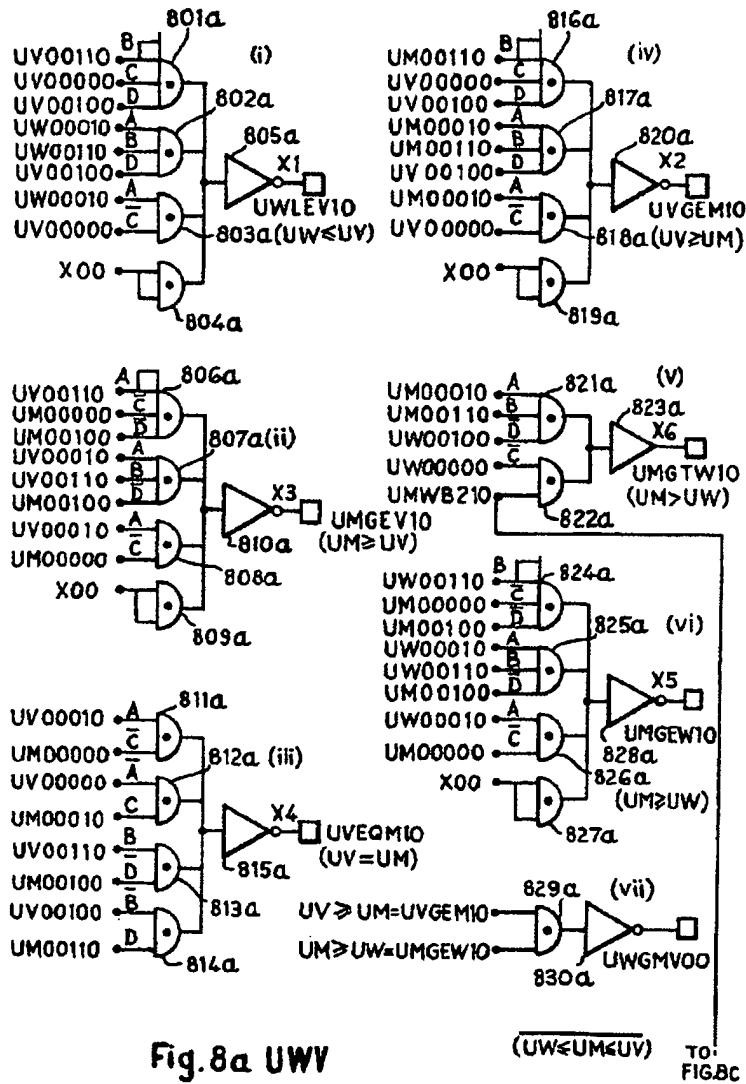 801a
B
UV00110
(i)
C
UV00000
D
UV00100
802a
UW00010 A
UW00110 B
UV00100 D
805a
X1
UWLEV10
UW00010 A
UV00000 C̅
803a (UW≤UV)
X00
804a
816a
B
UM00110
(iv)
C
UV00000
D
UV00100
817a
UM00010 A
UM00110 B
UV00100 D
820a
X2
UVGEM10
UM00010 A
UV00000 C̅
818a (UV≥UM)
X00
819a
806a
A
UV00110
UM00000 C̅
UM00100 D̅
807a (ii)
UV00010 A
UV00110 B
UM00100 D̅
X3
UMGEV10
810a (UM≥UV)
UV00010 A
UM00000 C̅
808a
X00
809a
UM00010 A
821a
(v)
UM00110 B
823a
UW00100 D̅
X6
UW00000 C̅
UMGTW10
UMWB210
(UM>UW)
822a
B
UW00110
824a
UM00000 C̅
UM00100 D̅
825a (vi)
UW00010 A
UW00110 B
UM00100 D̅
X5
UMGEW10
828a
UW00010 A
UM00000 C̅
826a
(UM≥UW)
X00
827a
811a
UV00010 A
UM00000 C̅
812a (iii)
UV00000 A̅
UM00010 C
X4
UVEQM10
815a (UV=UM)
UV00110 B
UM00100 D̅
813a
UV00100 B̅
UM00110 D
814a
829a
(vii)
UV≥UM=UVGEM10
UM≥UW=UMGEW10
830a
UWGMV00
(UW≤UM≤UV)
Fig.8a UWV
TO:
FIG.8C